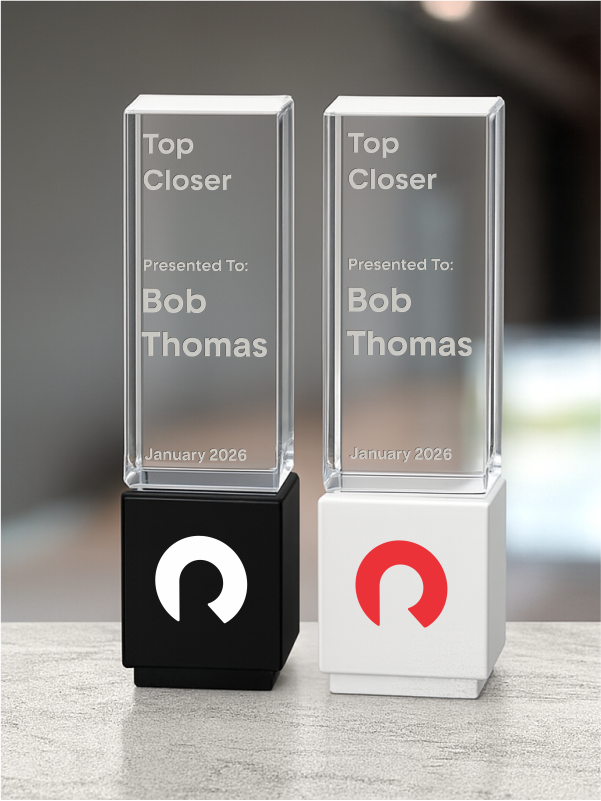 Top
Closer
Presented To:
Bob
Thomas
January 2026
Top
Closer
Presented To:
Bob
Thomas
January 2026